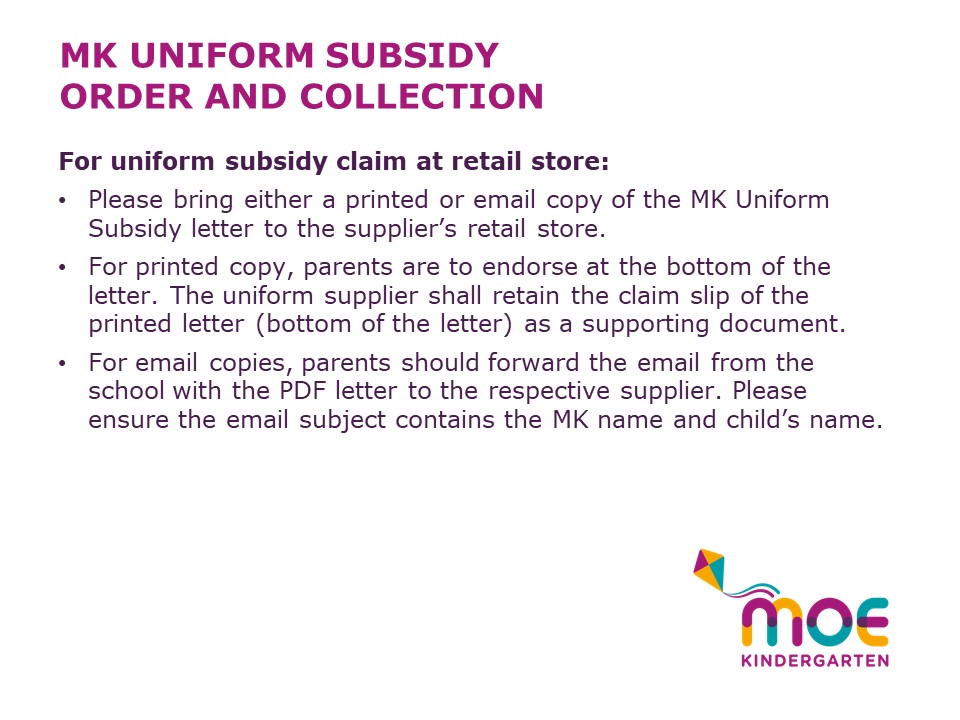 MK UNIFORM SUBSIDY
ORDER AND COLLECTION
For uniform subsidy claim at retail store:
• Please bring either a printed or email copy of the MK Uniform
Subsidy letter to the supplier’s retail store.
• For printed copy, parents are to endorse at the bottom of the
letter. The uniform supplier shall retain the claim slip of the
printed letter (bottom of the letter) as a supporting document.
• For email copies, parents should forward the email from the
school with the PDF letter to the respective supplier. Please
ensure the email subject contains the MK name and child’s name.
moe
KINDERGARTEN